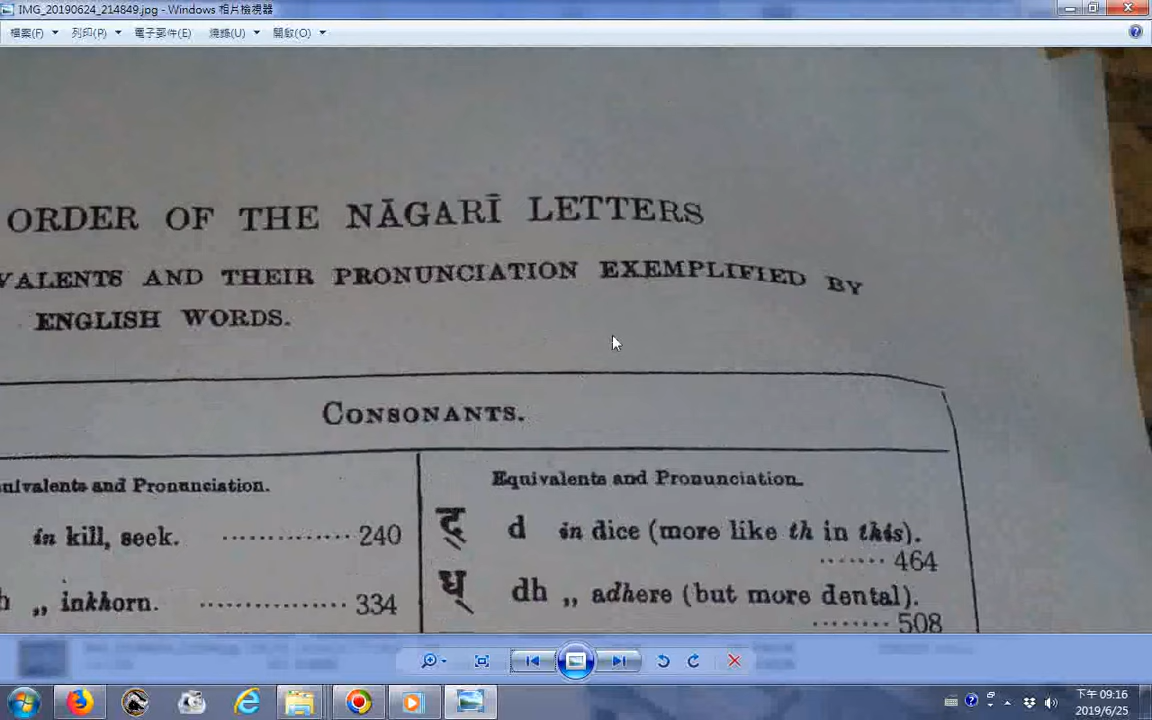 IMG_20190624_214849.jpg - Windows 相片檢視器
檔案(F) 列印(P) 電子郵件(E) 燒錄(U) 開啟(O)
ORDER OF THE NĀGARĪ LETTERS
VALENTS AND THEIR PRONUNCIATION EXEMPLIFIED BY
ENGLISH WORDS.
CONSONANTS.
uivalents and Pronunciation.
in kill, seek. ·············· 240
h ,, inkhorn. ················ 334
Equivalents and Pronunciation.
द् d in dice (more like th in this).
······· 464
ध् dh ,, adhere (but more dental).
········ 508
下午 09:16
2019/6/25